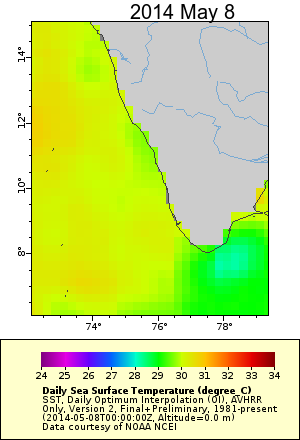 2014 May 8
14°
12°
10°
8°
74° 76° 78°
24 25 26 27 28 29 30 31 32 33 34
Daily Sea Surface Temperature (degree_C)
SST, Daily Optimum Interpolation (OI), AVHRR
Only, Version 2, Final+Preliminary, 1981-present
(2014-05-08T00:00:00Z, Altitude=0.0 m)
Data courtesy of NOAA NCEI